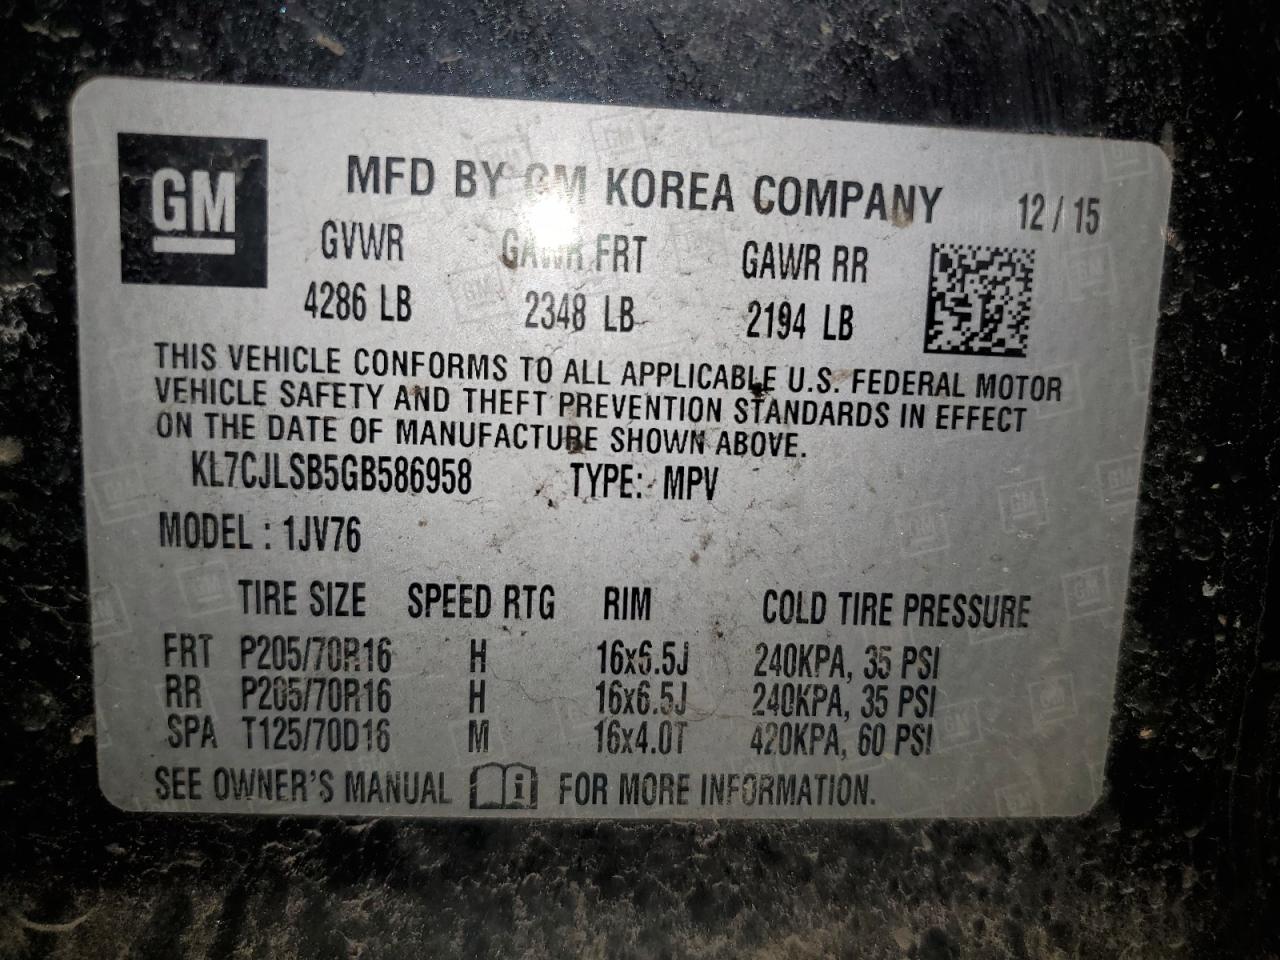 GM
MFD BY GM KOREA COMPANY 12/15
GVWR GAWR FRT GAWR RR
4286 LB 2348 LB 2194 LB
THIS VEHICLE CONFORMS TO ALL APPLICABLE U.S. FEDERAL MOTOR
VEHICLE SAFETY AND THEFT PREVENTION STANDARDS IN EFFECT
ON THE DATE OF MANUFACTURE SHOWN ABOVE.
KL7CJLSB5GB586958 TYPE: MPV
MODEL : 1JV76
TIRE SIZE SPEED RTG RIM COLD TIRE PRESSURE
FRT P205/70R16 H 16x6.5J 240KPA, 35 PSI
RR P205/70R16 H 16x6.5J 240KPA, 35 PSI
SPA T125/70D16 M 16x4.0T 420KPA, 60 PSI
SEE OWNER'S MANUAL i FOR MORE INFORMATION.